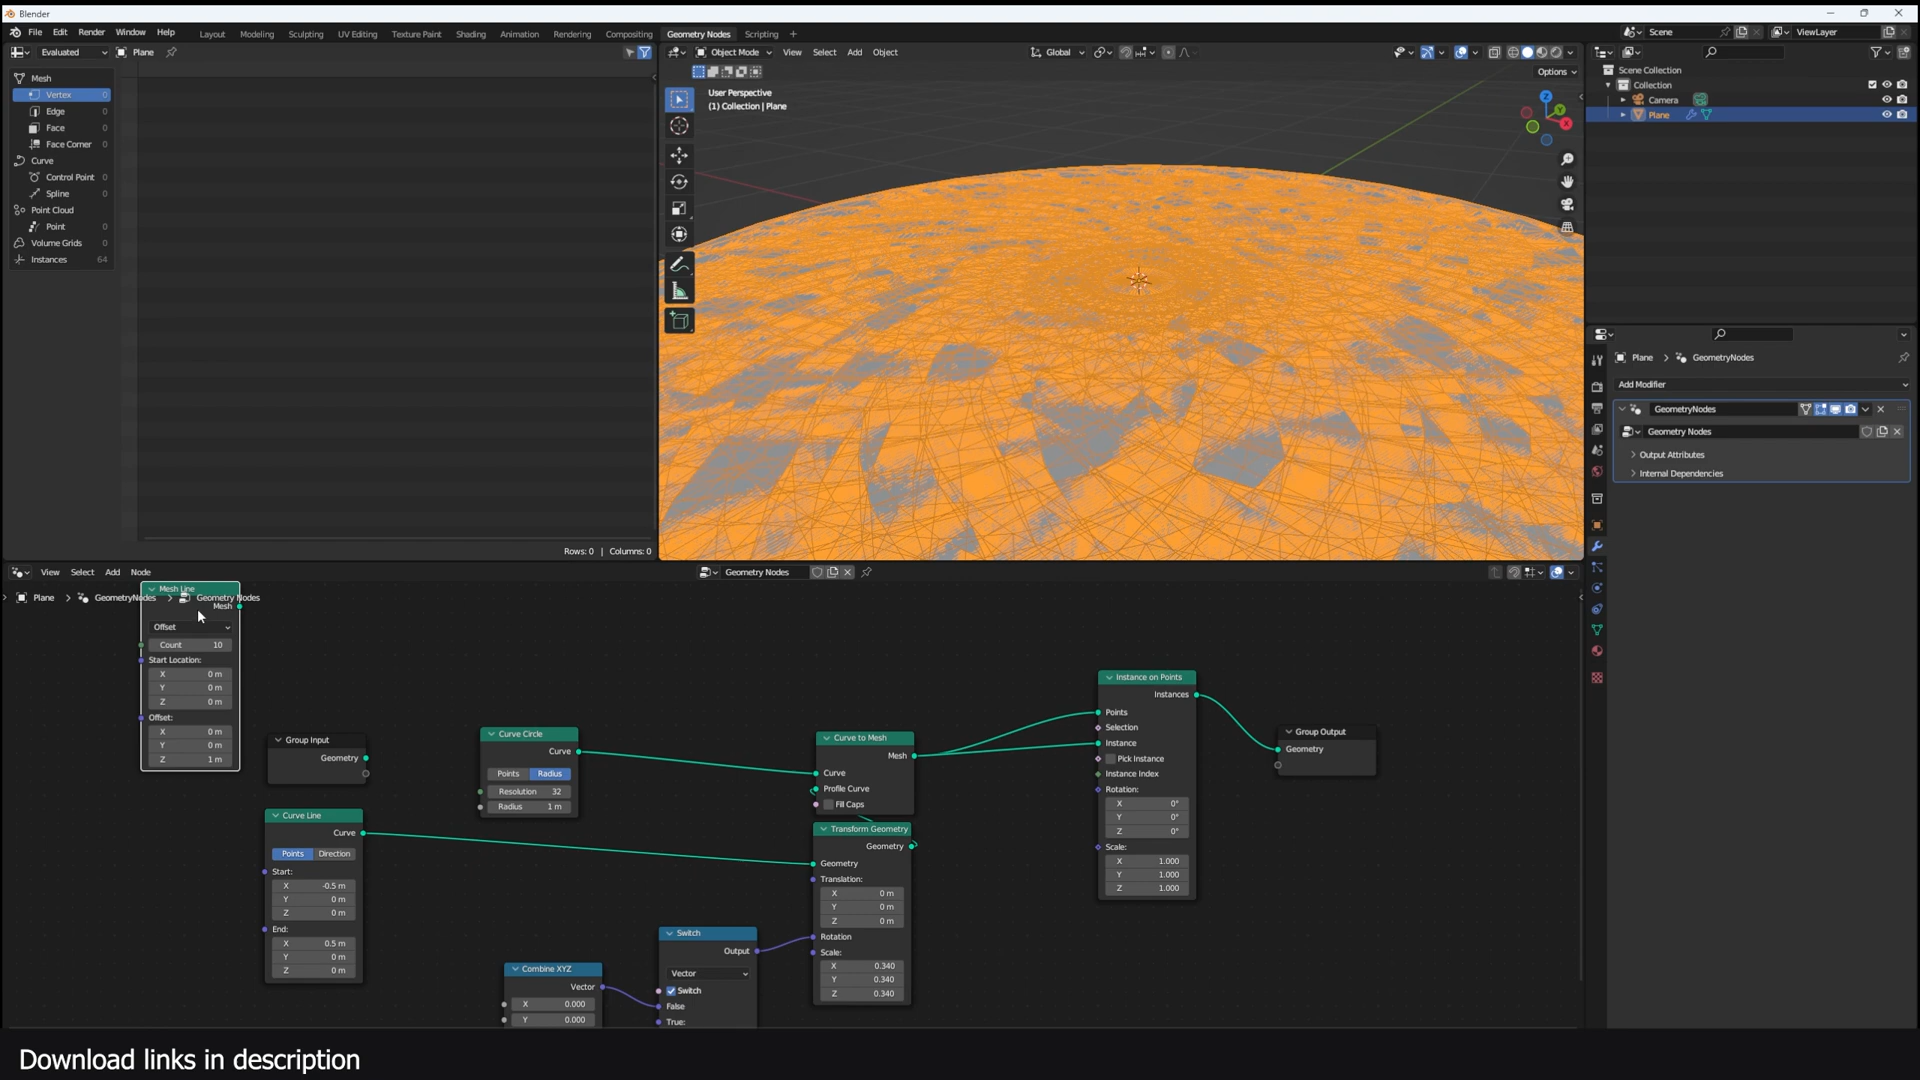 Blender
File Edit Render Window Help
Layout Modeling Sculpting UV Editing Texture Paint Shading Animation Rendering Compositing Geometry Nodes Scripting +
Scene
ViewLayer
Evaluated
Plane
Object Mode View Select Add Object
Global
Options
Mesh
Vertex 0
Edge 0
Face 0
Face Corner 0
Curve
Control Point 0
Spline 0
Point Cloud
Point 0
Volume Grids 0
Instances 64
Rows: 0 | Columns: 0
User Perspective
(1) Collection | Plane
Z
Y
X
Scene Collection
Collection
Camera
Plane
Plane > GeometryNodes
Add Modifier
GeometryNodes
Geometry Nodes
> Output Attributes
> Internal Dependencies
View Select Add Node
Geometry Nodes
> Plane > GeometryNodes > Geometry Nodes
Mesh Line
Mesh
Offset
Count 10
Start Location:
X 0 m
Y 0 m
Z 0 m
Offset:
X 0 m
Y 0 m
Z 1 m
Group Input
Geometry
Curve Line
Curve
Points Direction
Start:
X -0.5 m
Y 0 m
Z 0 m
End:
X 0.5 m
Y 0 m
Z 0 m
Curve Circle
Curve
Points Radius
Resolution 32
Radius 1 m
Combine XYZ
Vector
X 0.000
Y 0.000
Switch
Output
Vector
Switch
False
True:
Curve to Mesh
Mesh
Curve
Profile Curve
Fill Caps
Transform Geometry
Geometry
Geometry
Translation:
X 0 m
Y 0 m
Z 0 m
Rotation
Scale:
X 0.340
Y 0.340
Z 0.340
Instance on Points
Instances
Points
Selection
Instance
Pick Instance
Instance Index
Rotation:
X 0°
Y 0°
Z 0°
Scale:
X 1.000
Y 1.000
Z 1.000
Group Output
Geometry
Download links in description